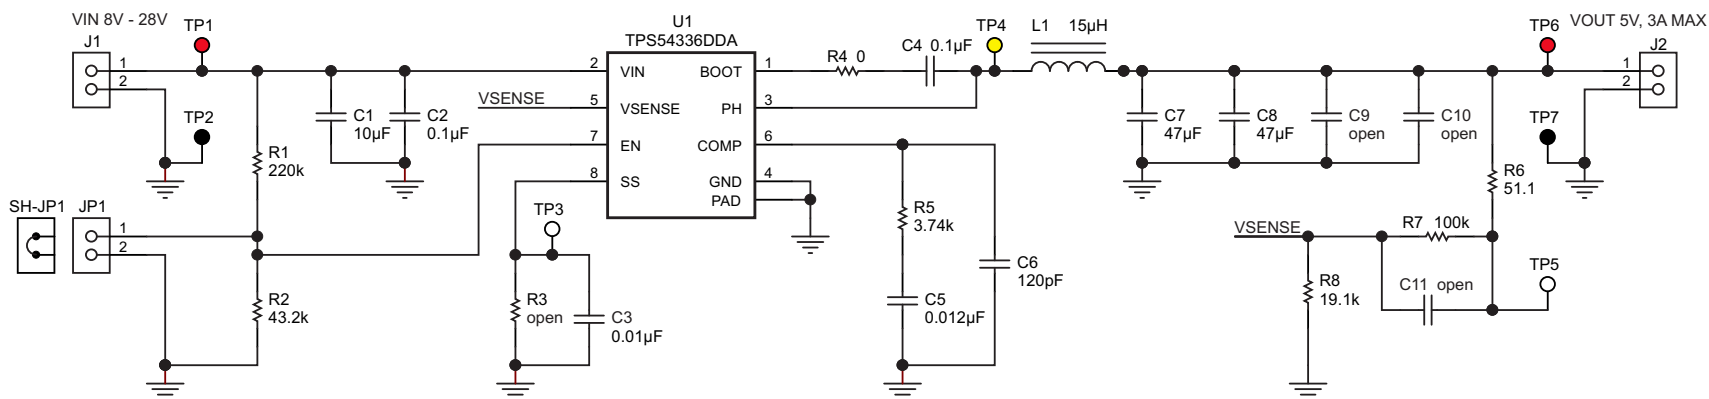 VIN 8V - 28V
J1
1
2
TP1
TP2
R1
220k
C1
10µF
C2
0.1µF
SH-JP1
JP1
1
2
R2
43.2k
U1
TPS54336DDA
2
VIN
VSENSE
5
VSENSE
7
EN
8
SS
BOOT
1
PH
3
COMP
6
GND
4
PAD
TP3
R3
open
C3
0.01µF
R4 0
C4 0.1µF
TP4
L1 15µH
R5
3.74k
C5
0.012µF
C6
120pF
C7
47µF
C8
47µF
C9
open
C10
open
TP6
VOUT 5V, 3A MAX
J2
1
2
TP7
R6
51.1
VSENSE
R7 100k
R8
19.1k
C11 open
TP5